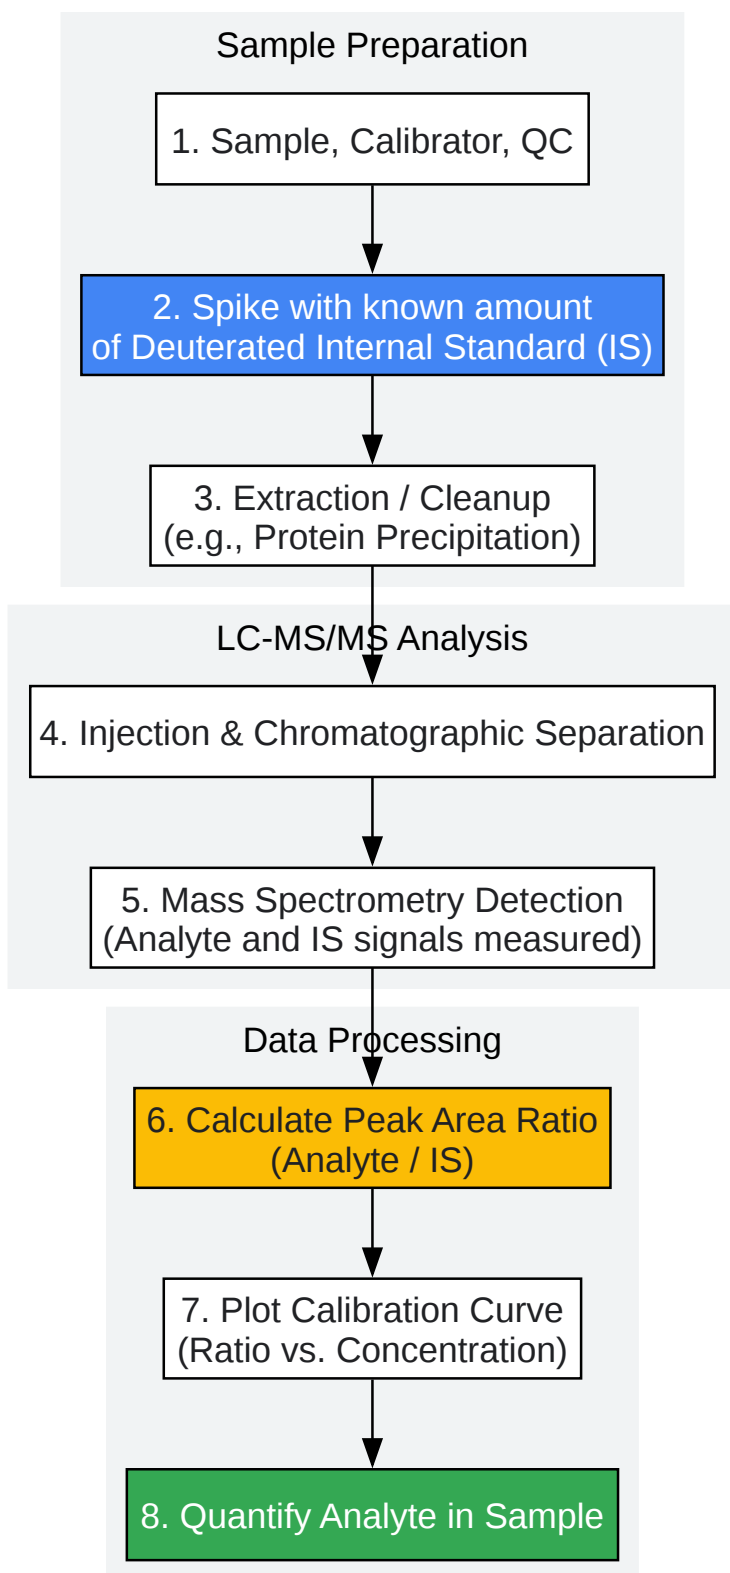 Sample Preparation
1. Sample, Calibrator, QC
2. Spike with known amount
of Deuterated Internal Standard (IS)
3. Extraction / Cleanup
(e.g., Protein Precipitation)
LC-MS/MS Analysis
4. Injection & Chromatographic Separation
5. Mass Spectrometry Detection
(Analyte and IS signals measured)
Data Processing
6. Calculate Peak Area Ratio
(Analyte / IS)
7. Plot Calibration Curve
(Ratio vs. Concentration)
8. Quantify Analyte in Sample